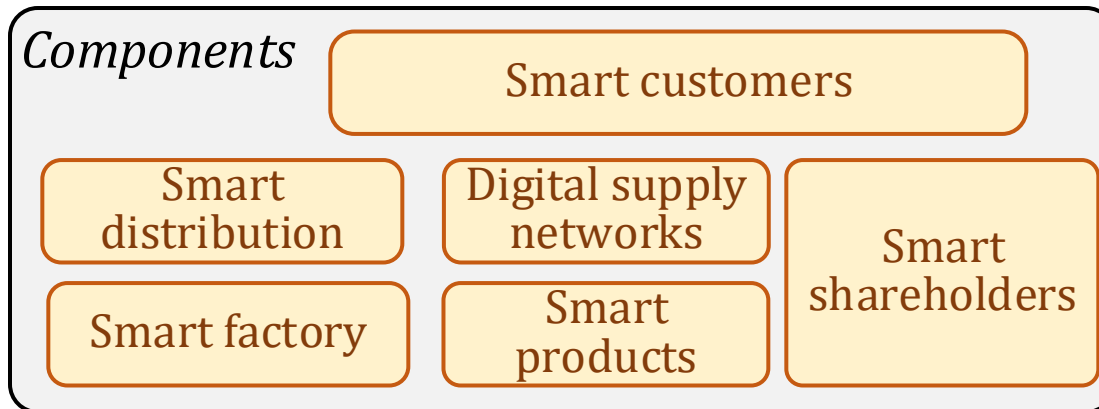 Components
Smart customers
Smart
distribution
Digital supply
networks
Smart
shareholders
Smart factory
Smart
products